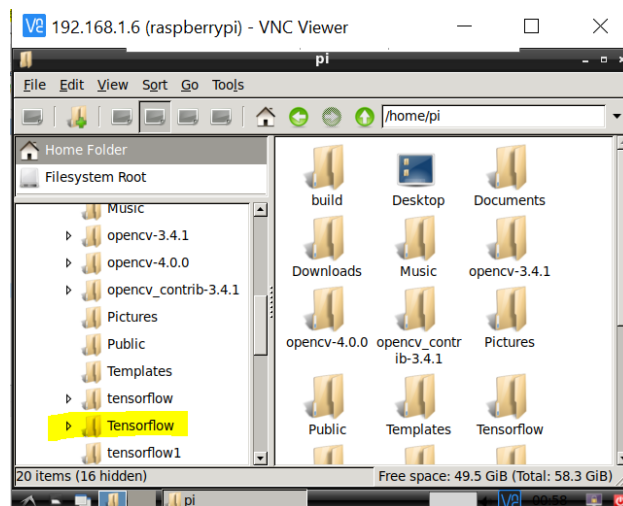 192.168.1.6 (raspberrypi) - VNC Viewer
pi
File Edit View Sort Go Tools
/home/pi
Home Folder
Filesystem Root
Music
opencv-3.4.1
opencv-4.0.0
opencv_contrib-3.4.1
Pictures
Public
Templates
tensorflow
Tensorflow
tensorflow1
build Desktop Documents
Downloads Music opencv-3.4.1
opencv-4.0.0 opencv_contr Pictures
ib-3.4.1
Public Templates Tensorflow
20 items (16 hidden) Free space: 49.5 GiB (Total: 58.3 GiB)
pi 00:58